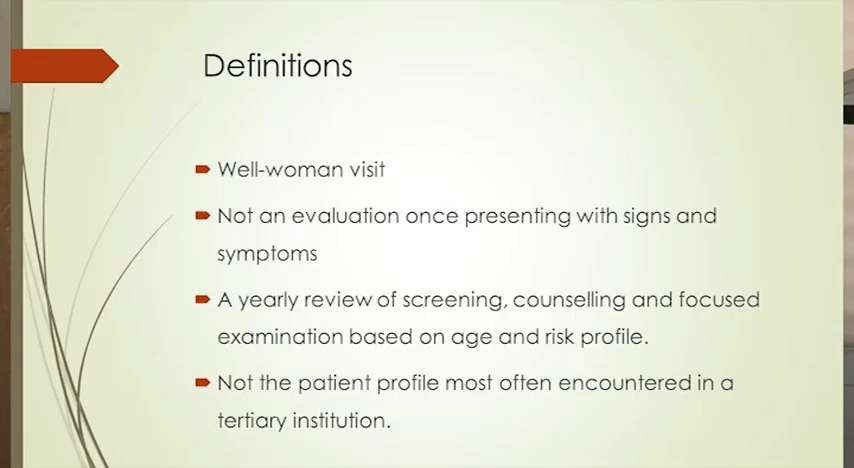 Definitions
Well-woman visit
Not an evaluation once presenting with signs and
symptoms
A yearly review of screening, counselling and focused
examination based on age and risk profile.
Not the patient profile most often encountered in a
tertiary institution.